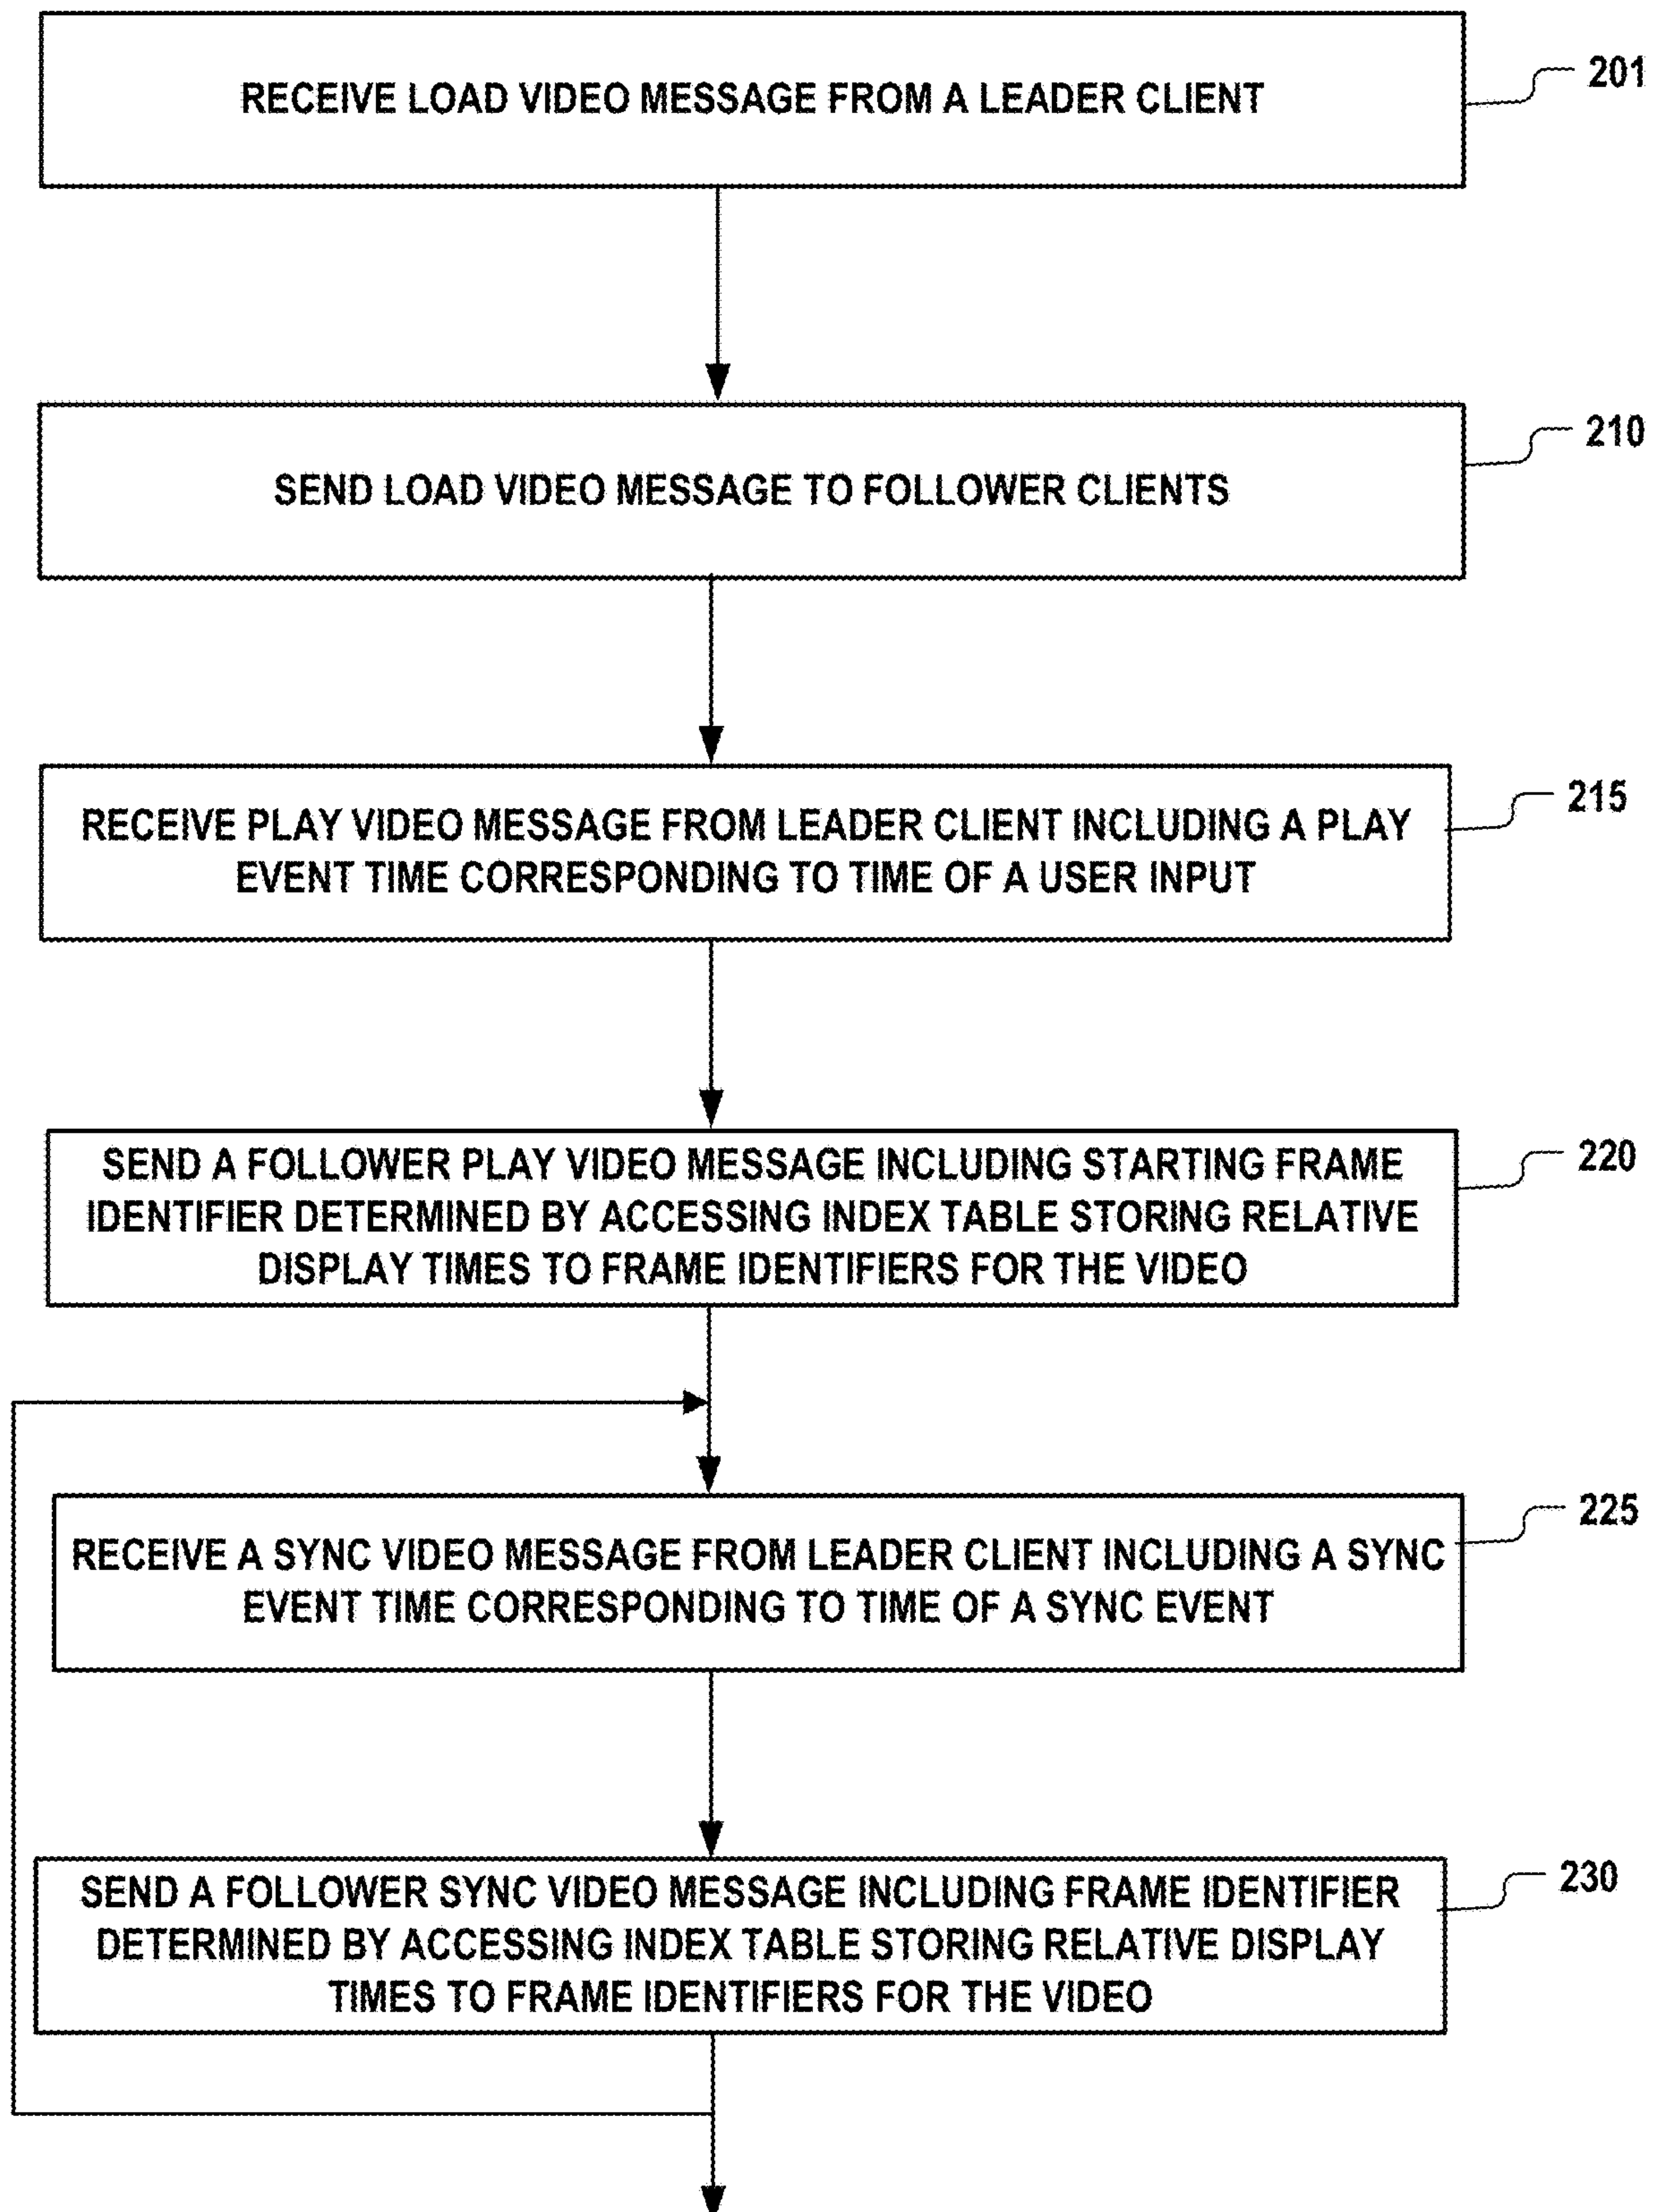 RECEIVE LOAD VIDEO MESSAGE FROM A LEADER CLIENT
201
SEND LOAD VIDEO MESSAGE TO FOLLOWER CLIENTS
210
RECEIVE PLAY VIDEO MESSAGE FROM LEADER CLIENT INCLUDING A PLAY
EVENT TIME CORRESPONDING TO TIME OF A USER INPUT
215
SEND A FOLLOWER PLAY VIDEO MESSAGE INCLUDING STARTING FRAME
IDENTIFIER DETERMINED BY ACCESSING INDEX TABLE STORING RELATIVE
DISPLAY TIMES TO FRAME IDENTIFIERS FOR THE VIDEO
220
RECEIVE A SYNC VIDEO MESSAGE FROM LEADER CLIENT INCLUDING A SYNC
EVENT TIME CORRESPONDING TO TIME OF A SYNC EVENT
225
SEND A FOLLOWER SYNC VIDEO MESSAGE INCLUDING FRAME IDENTIFIER
DETERMINED BY ACCESSING INDEX TABLE STORING RELATIVE DISPLAY
TIMES TO FRAME IDENTIFIERS FOR THE VIDEO
230